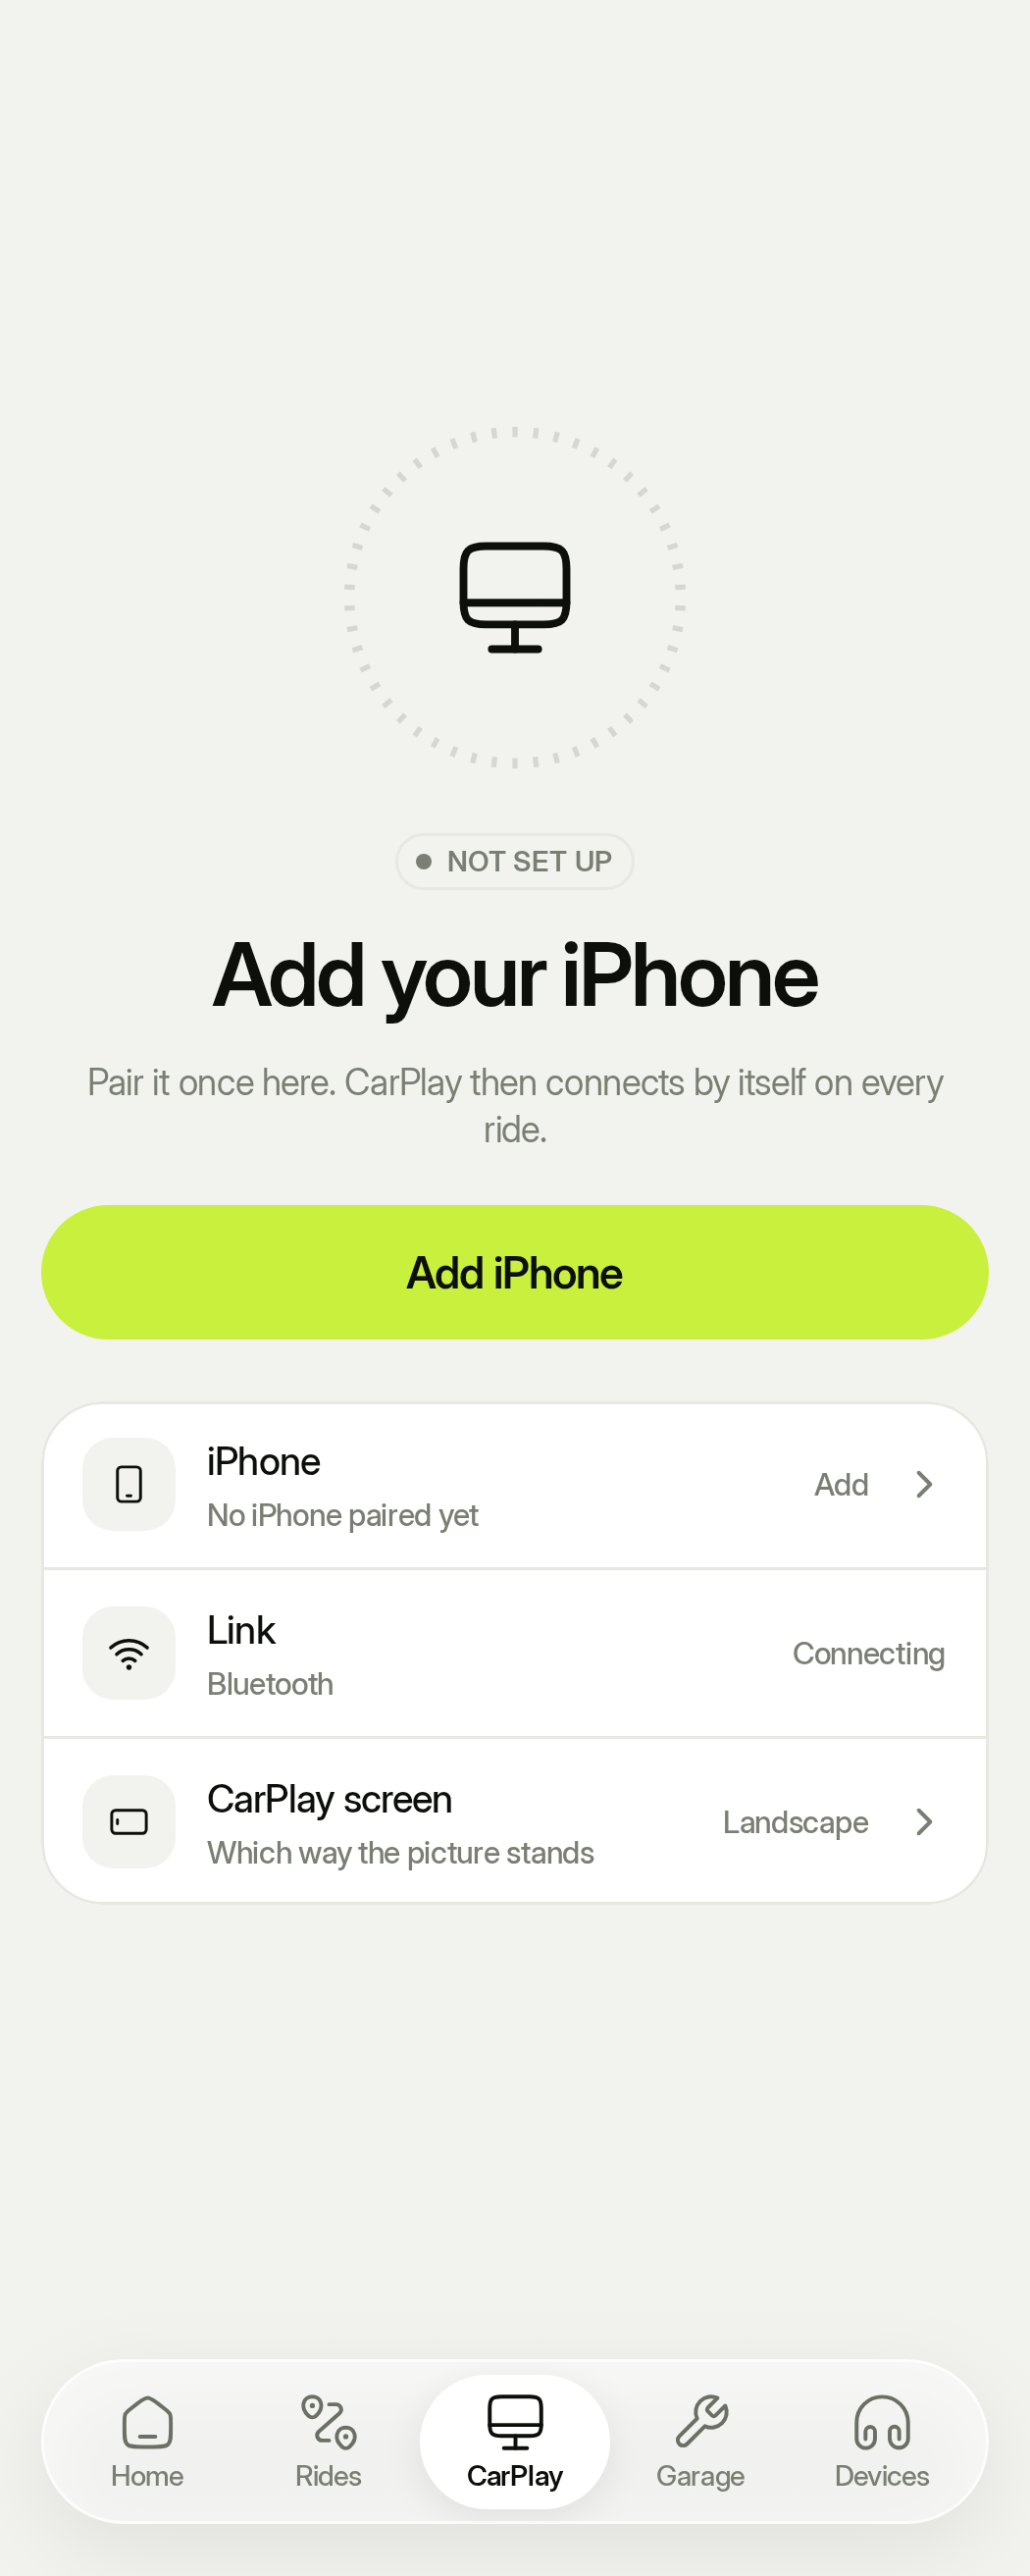 NOT SET UP
Add your iPhone
Pair it once here. CarPlay then connects by itself on every
ride.
Add iPhone
iPhone
No iPhone paired yet
Add
Link
Bluetooth
Connecting
CarPlay screen
Which way the picture stands
Landscape
Home
Rides
CarPlay
Garage
Devices